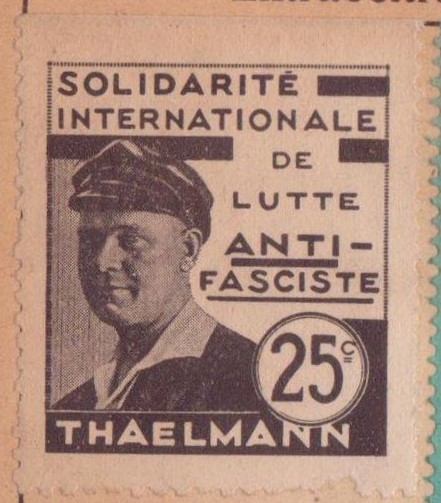 SOLIDARITÉ
INTERNATIONALE
DE
LUTTE
ANTI-
FASCISTE
25c
THAELMANN